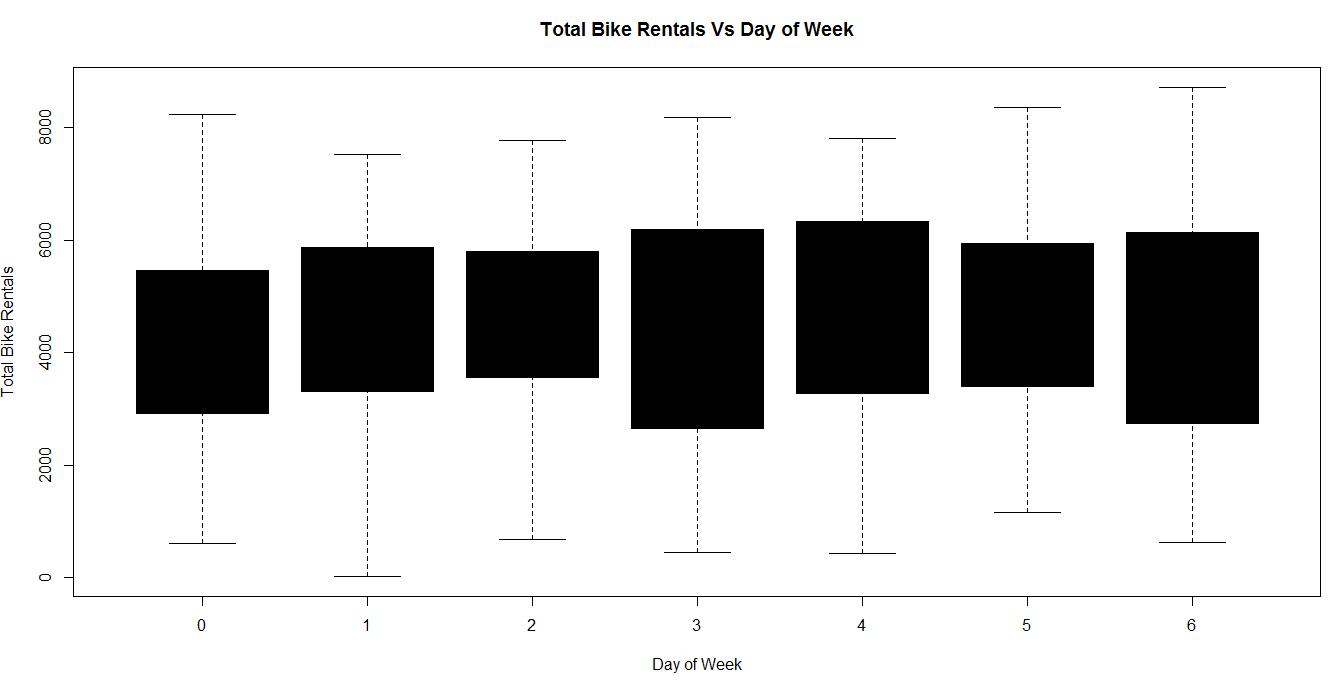 Total Bike Rentals Vs Day of Week
Total Bike Rentals
8000
6000
4000
2000
0
0 1 2 3 4 5 6
Day of Week